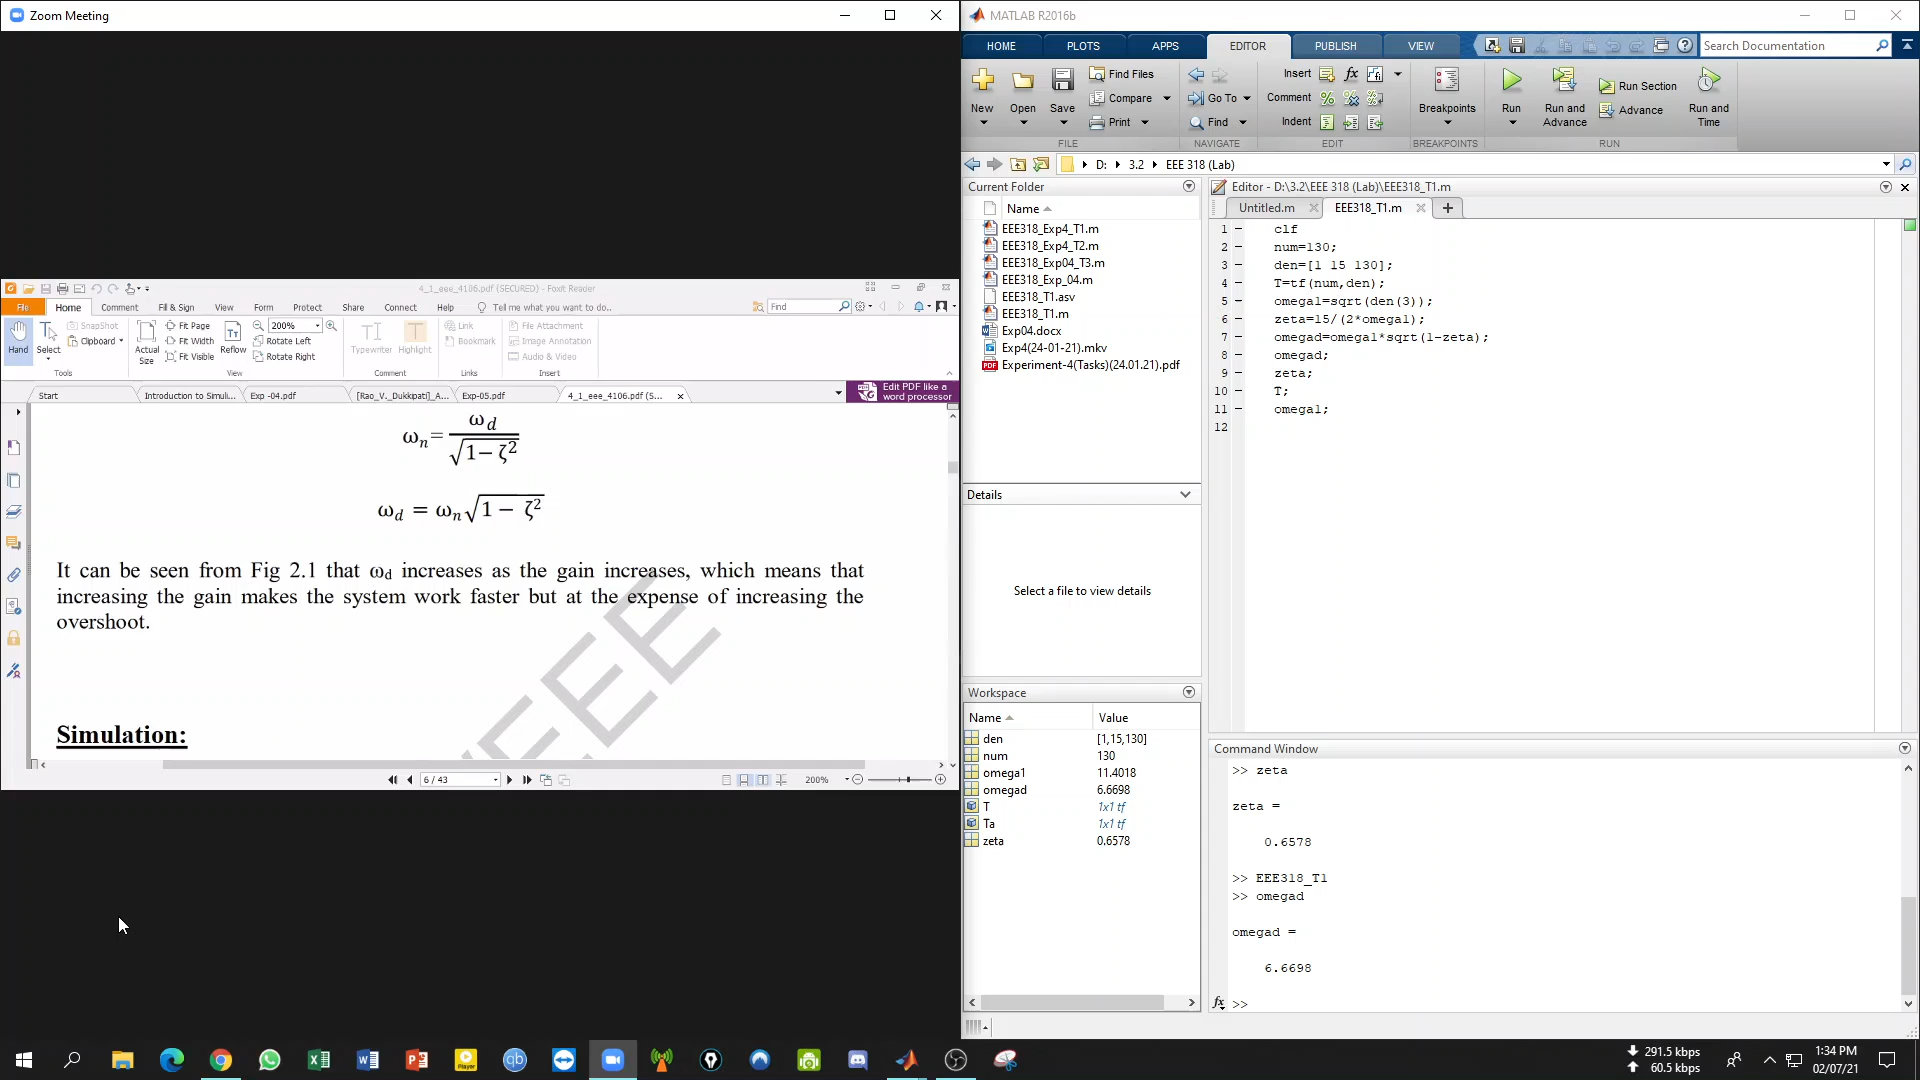 Zoom Meeting
4_1_eee_4106.pdf (SECURED) - Foxit Reader
File Home Comment Fill & Sign View Form Protect Share Connect Help Tell me what you want to do... Find
Hand
Select
SnapShot
Clipboard
Actual Size
Fit Page
Fit Width
Fit Visible
Reflow
200%
Rotate Left
Rotate Right
Typewriter
Highlight
Link
Bookmark
File Attachment
Image Annotation
Audio & Video
Tools View Comment Links Insert
Start Introduction to Simuli... Exp -04.pdf [Rao_V._Dukkipati]_A... Exp-05.pdf 4_1_eee_4106.pdf (S...
Edit PDF like a
word processor
ωn= ωd / √1− ζ2
ωd = ωn√1 − ζ2
It can be seen from Fig 2.1 that ωd increases as the gain increases, which means that
increasing the gain makes the system work faster but at the expense of increasing the
overshoot.
EEE
Simulation:
6 / 43
200%
MATLAB R2016b
HOME PLOTS APPS EDITOR PUBLISH VIEW
Search Documentation
New
Open
Save
Find Files
Compare
Print
Go To
Find
Insert
Comment
Indent
fx
Breakpoints
Run
Run and Advance
Run Section
Advance
Run and Time
FILE NAVIGATE EDIT BREAKPOINTS RUN
D: 3.2 EEE 318 (Lab)
Current Folder
Name
EEE318_Exp4_T1.m
EEE318_Exp4_T2.m
EEE318_Exp04_T3.m
EEE318_Exp_04.m
EEE318_T1.asv
EEE318_T1.m
Exp04.docx
Exp4(24-01-21).mkv
Experiment-4(Tasks)(24.01.21).pdf
Details
Select a file to view details
Workspace
Name Value
den [1,15,130]
num 130
omega1 11.4018
omegad 6.6698
T 1x1 tf
Ta 1x1 tf
zeta 0.6578
Editor - D:\3.2\EEE 318 (Lab)\EEE318_T1.m
Untitled.m EEE318_T1.m
1 clf
2 num=130;
3 den=[1 15 130];
4 T=tf(num,den);
5 omega1=sqrt(den(3));
6 zeta=15/(2*omega1);
7 omegad=omega1*sqrt(1-zeta);
8 omegad;
9 zeta;
10 T;
11 omega1;
12
Command Window
>> zeta
zeta =
0.6578
>> EEE318_T1
>> omegad
omegad =
6.6698
fx >>
291.5 kbps
60.5 kbps
1:34 PM
02/07/21